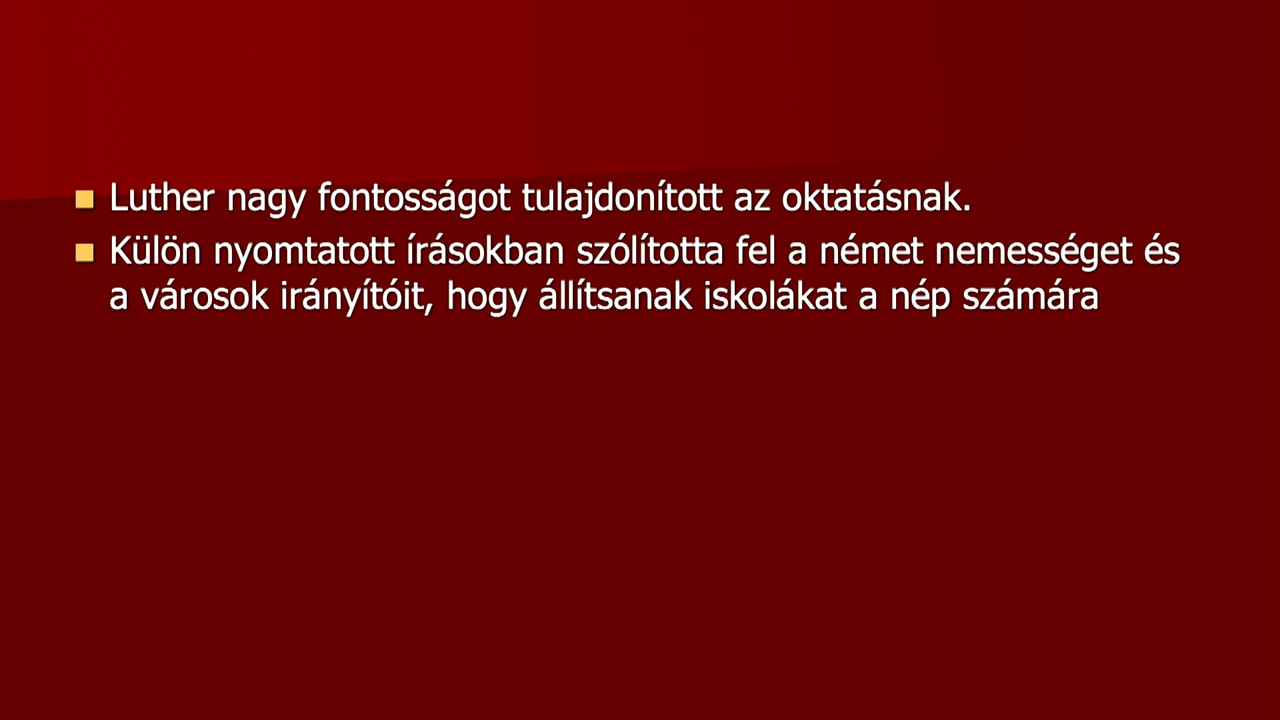 Luther nagy fontosságot tulajdonított az oktatásnak.
Külön nyomtatott írásokban szólította fel a német nemességet és
a városok irányítóit, hogy állítsanak iskolákat a nép számára